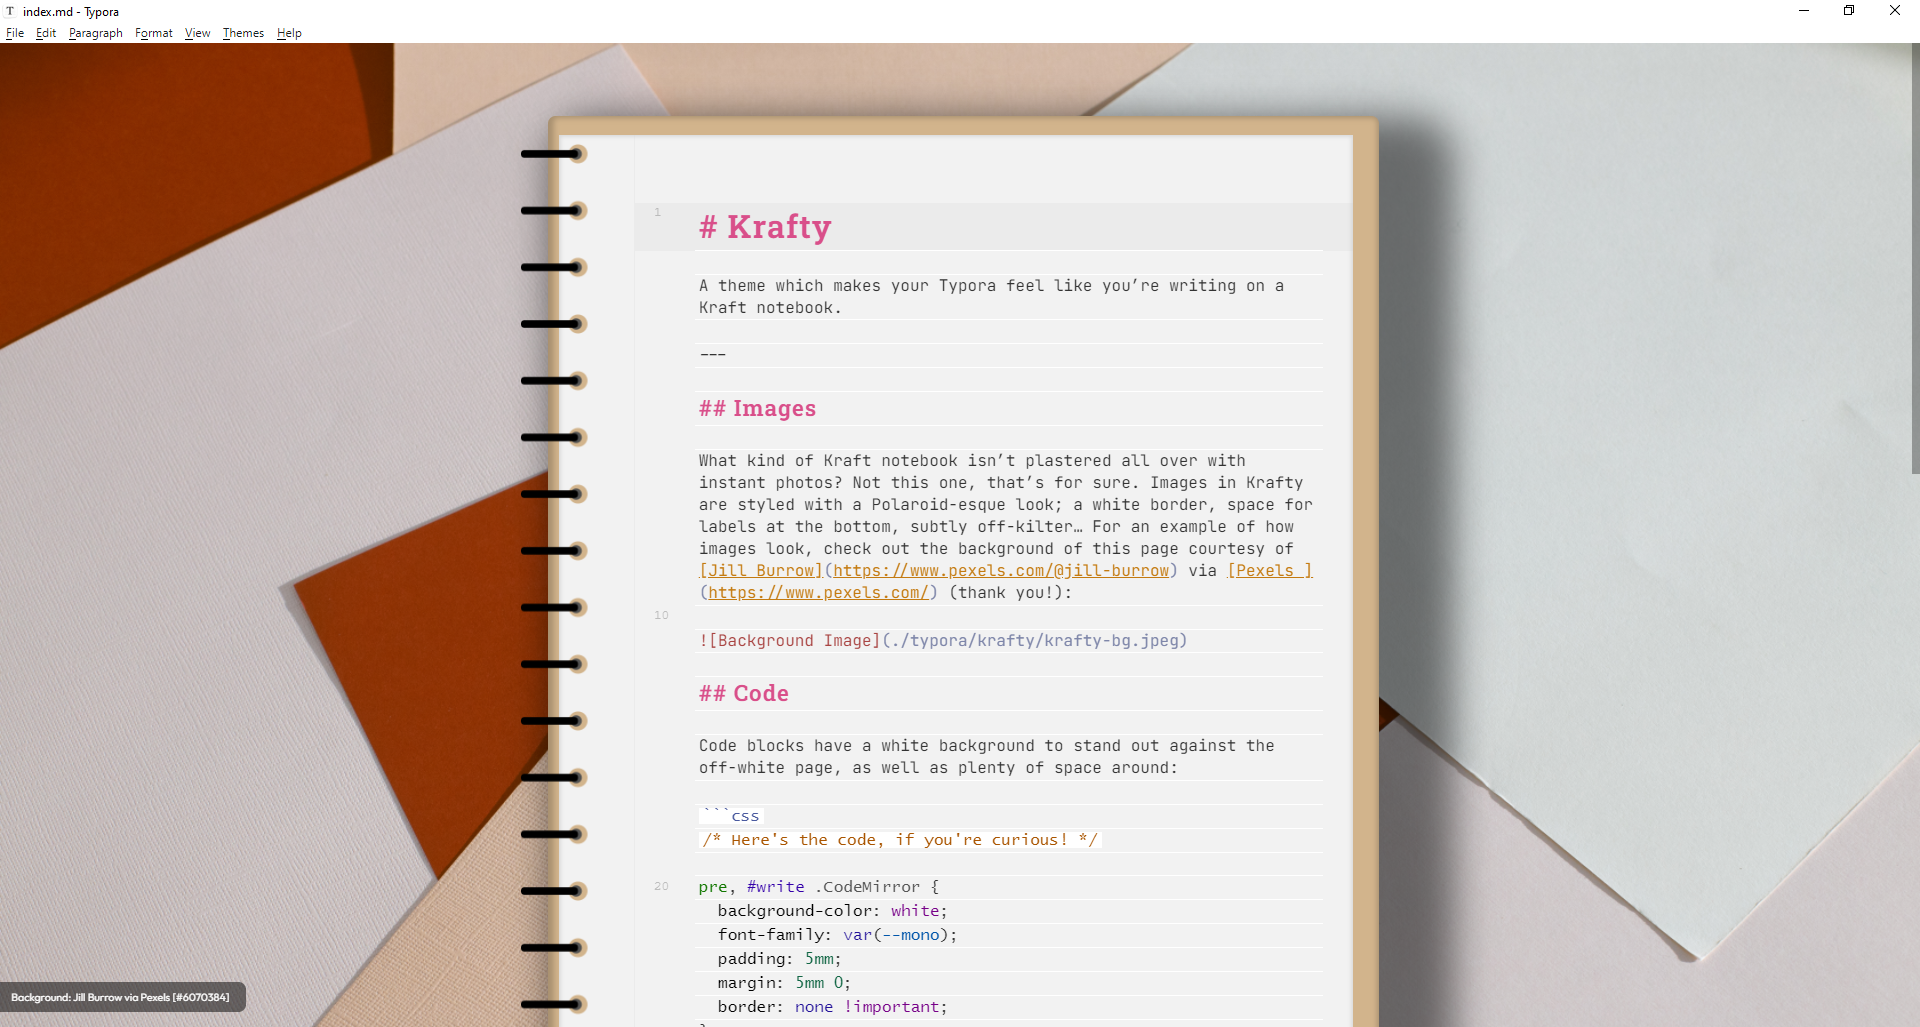 T index.md - Typora
File Edit Paragraph Format View Themes Help
1
# Krafty
A theme which makes your Typora feel like you’re writing on a
Kraft notebook.
---
## Images
What kind of Kraft notebook isn’t plastered all over with
instant photos? Not this one, that’s for sure. Images in Krafty
are styled with a Polaroid-esque look; a white border, space for
labels at the bottom, subtly off-kilter… For an example of how
images look, check out the background of this page courtesy of
[Jill Burrow](https://www.pexels.com/@jill-burrow) via [Pexels ]
(https://www.pexels.com/) (thank you!):
10
![Background Image](./typora/krafty/krafty-bg.jpeg)
## Code
Code blocks have a white background to stand out against the
off-white page, as well as plenty of space around:
```css
/* Here's the code, if you're curious! */
20
pre, #write .CodeMirror {
background-color: white;
font-family: var(--mono);
padding: 5mm;
margin: 5mm 0;
border: none !important;
Background: Jill Burrow via Pexels [#6070384]